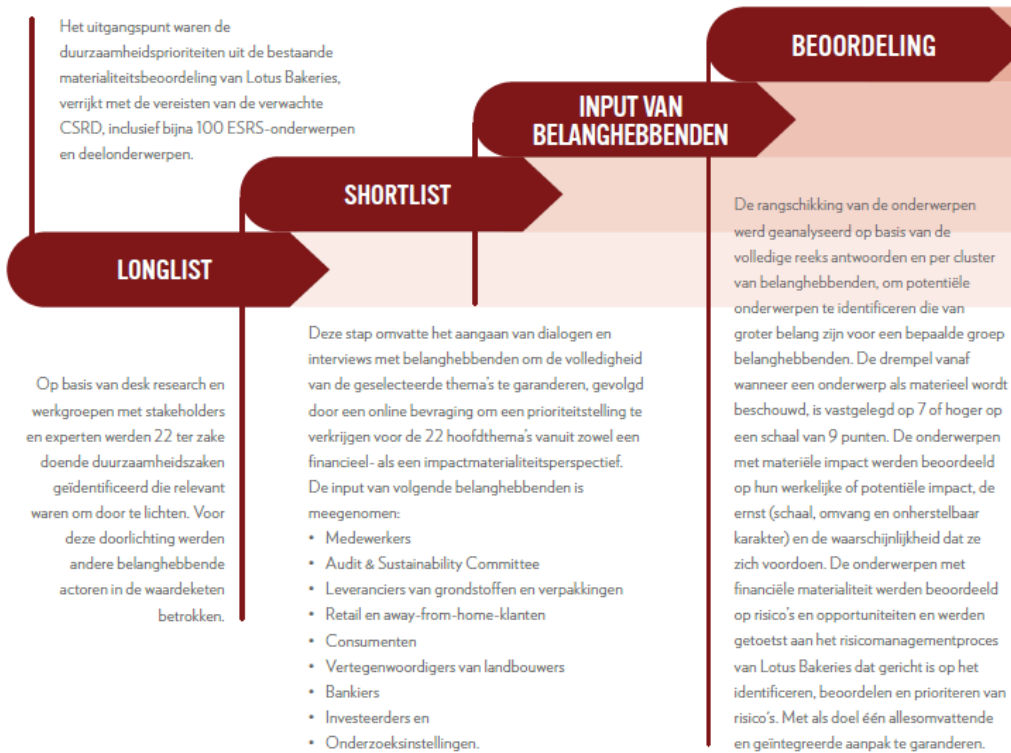 Het uitgangspunt waren de
duurzaamheidsprioriteiten uit de bestaande
materialiteitsbeoordeling van Lotus Bakeries,
verrijkt met de vereisten van de verwachte
CSRD, inclusief bijna 100 ESRS-onderwerpen
en deelonderwerpen.
LONGLIST
Op basis van desk research en
werkgroepen met stakeholders
en experten werden 22 ter zake
doende duurzaamheidszaken
geïdentificeerd die relevant
waren om door te lichten. Voor
deze doorlichting werden
andere belanghebbende
actoren in de waardeketen
betrokken.
SHORTLIST
Deze stap omvatte het aangaan van dialogen en
interviews met belanghebbenden om de volledigheid
van de geselecteerde thema's te garanderen, gevolgd
door een online bevraging om een prioriteitstelling te
verkrijgen voor de 22 hoofdthema's vanuit zowel een
financieel- als een impactmaterialiteitsperspectief.
De input van volgende belanghebbenden is
meegenomen:
• Medewerkers
• Audit & Sustainability Committee
• Leveranciers van grondstoffen en verpakkingen
• Retail en away-from-home-klanten
• Consumenten
• Vertegenwoordigers van landbouwers
• Bankiers
• Investeerders en
• Onderzoeksinstellingen.
INPUT VAN
BELANGHEBBENDEN
BEOORDELING
De rangschikking van de onderwerpen
werd geanalyseerd op basis van de
volledige reeks antwoorden en per cluster
van belanghebbenden, om potentiële
onderwerpen te identificeren die van
groter belang zijn voor een bepaalde groep
belanghebbenden. De drempel vanaf
wanneer een onderwerp als materieel wordt
beschouwd, is vastgelegd op 7 of hoger op
een schaal van 9 punten. De onderwerpen
met materiële impact werden beoordeeld
op hun werkelijke of potentiële impact, de
ernst (schaal, omvang en onherstelbaar
karakter) en de waarschijnlijkheid dat ze
zich voordoen. De onderwerpen met
financiële materialiteit werden beoordeeld
op risico's en opportuniteiten en werden
getoetst aan het risicomanagementproces
van Lotus Bakeries dat gericht is op het
identificeren, beoordelen en prioriteren van
risico's. Met als doel één allesomvattende
en geïntegreerde aanpak te garanderen.